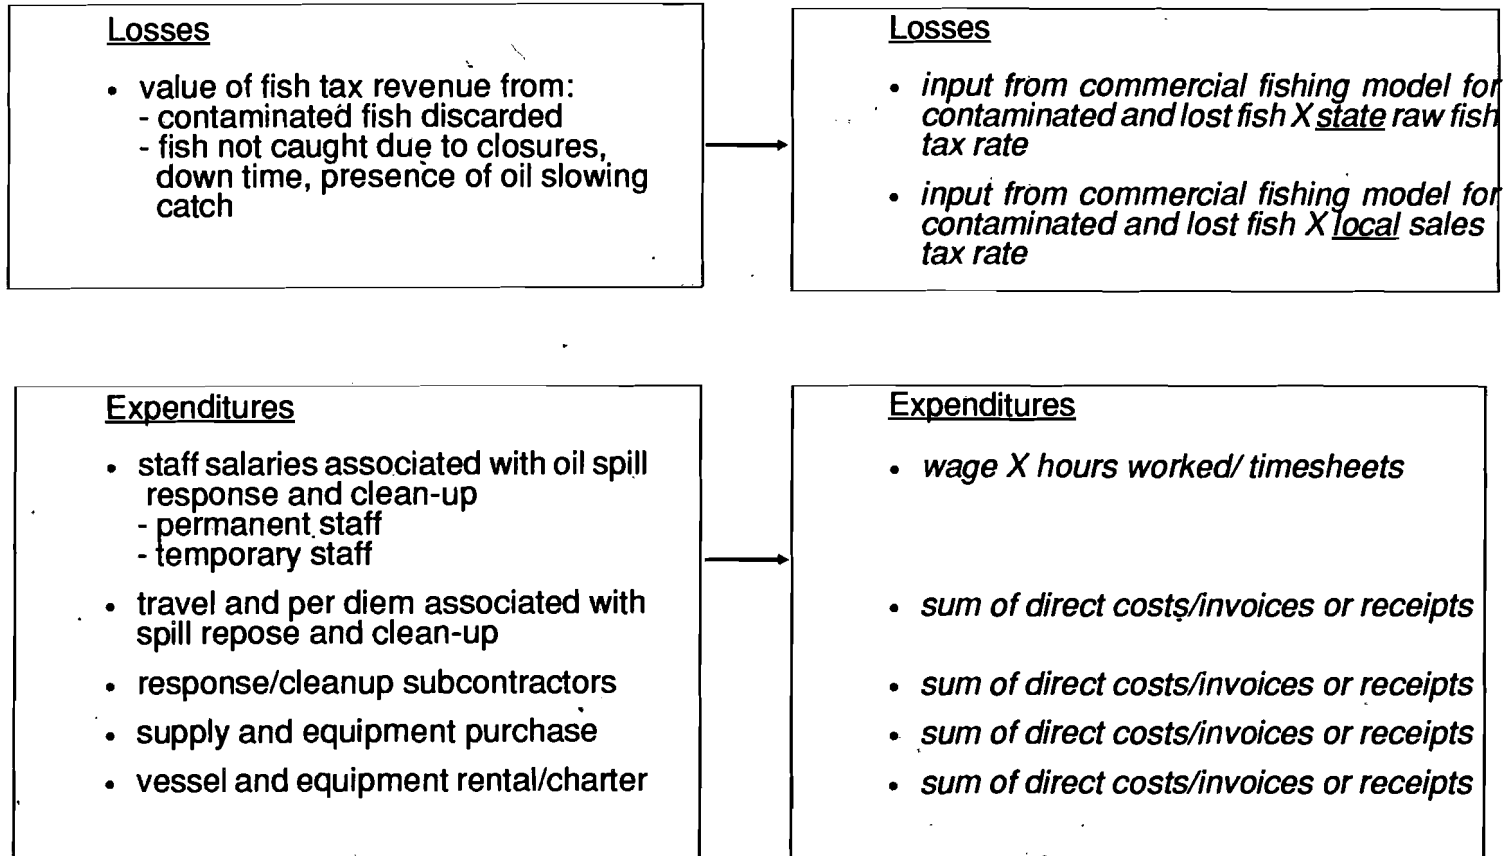 Losses
• value of fish tax revenue from:
- contaminated fish discarded
- fish not caught due to closures,
down time, presence of oil slowing
catch
Losses
• input from commercial fishing model for
contaminated and lost fish X state raw fish
tax rate
• input from commercial fishing model for
contaminated and lost fish X local sales
tax rate
Expenditures
• staff salaries associated with oil spill
response and clean-up
- permanent staff
- temporary staff
• travel and per diem associated with
spill repose and clean-up
• response/cleanup subcontractors
• supply and equipment purchase
• vessel and equipment rental/charter
Expenditures
• wage X hours worked/ timesheets
• sum of direct costs/invoices or receipts
• sum of direct costs/invoices or receipts
• sum of direct costs/invoices or receipts
• sum of direct costs/invoices or receipts